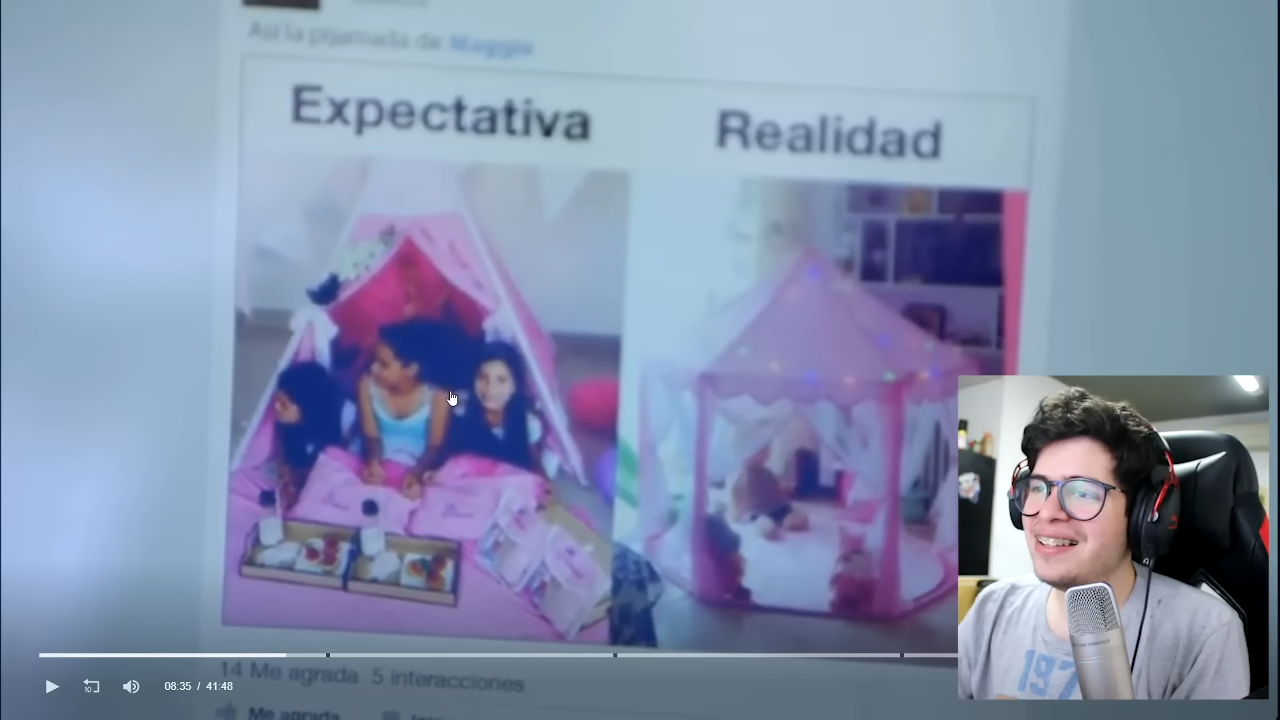 Así la pijamada de Maggie
Expectativa
Realidad
14 Me agrada 5 interacciones
Me agrada
10
08:35 / 41:48
197